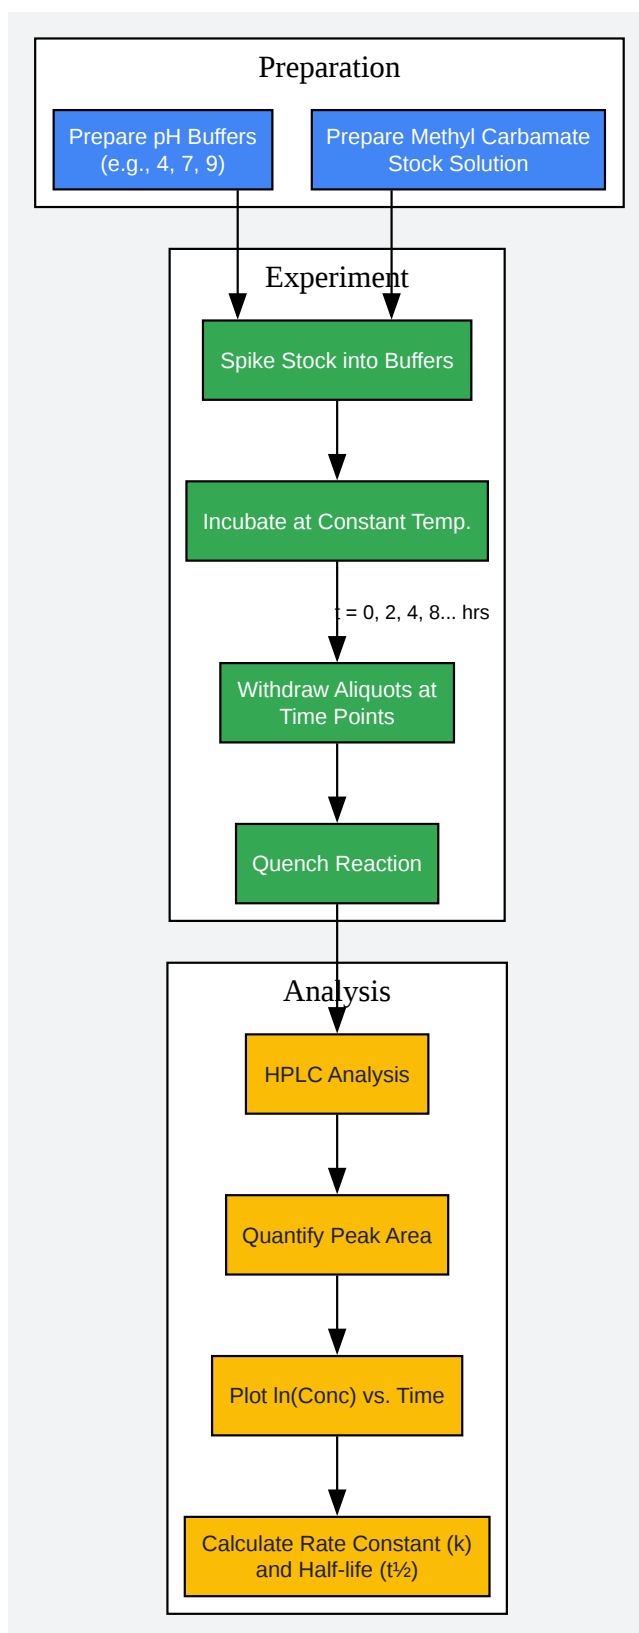 Preparation
Prepare pH Buffers
(e.g., 4, 7, 9)
Prepare Methyl Carbamate
Stock Solution
Experiment
Spike Stock into Buffers
Incubate at Constant Temp.
t = 0, 2, 4, 8... hrs
Withdraw Aliquots at
Time Points
Quench Reaction
Analysis
HPLC Analysis
Quantify Peak Area
Plot ln(Conc) vs. Time
Calculate Rate Constant (k)
and Half-life (t½)